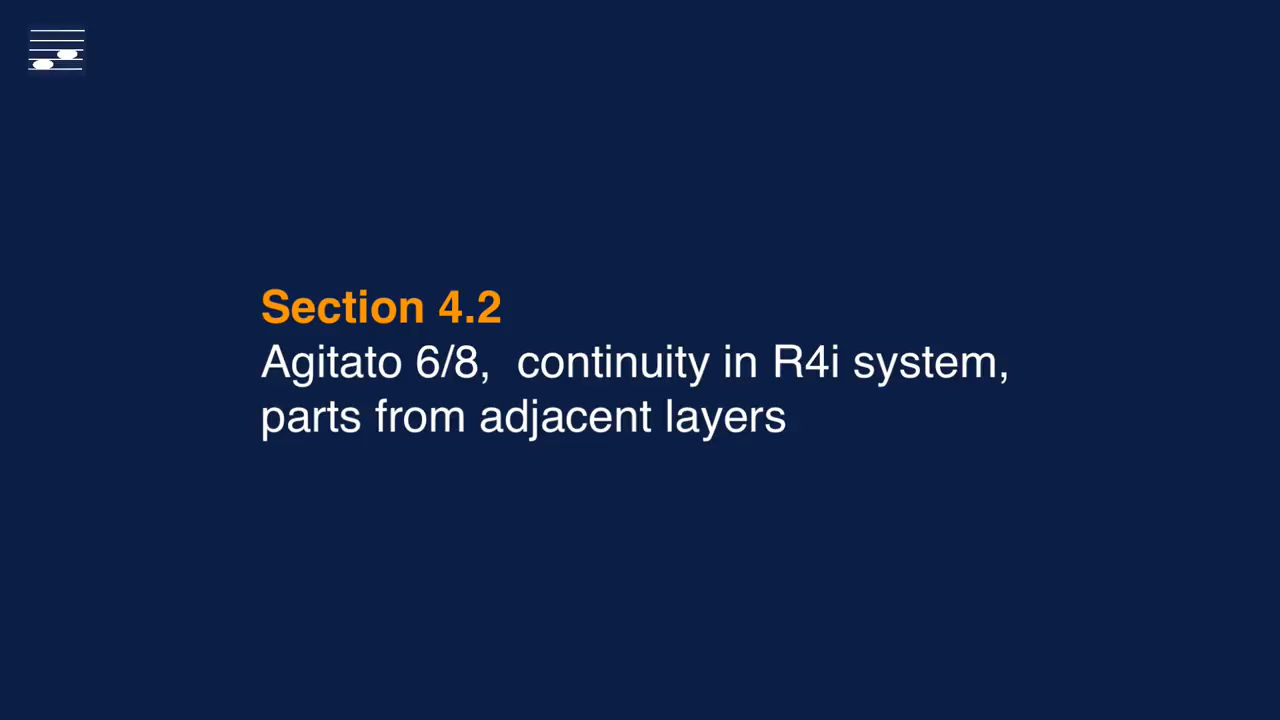 Section 4.2
Agitato 6/8,  continuity in R4i system,
parts from adjacent layers